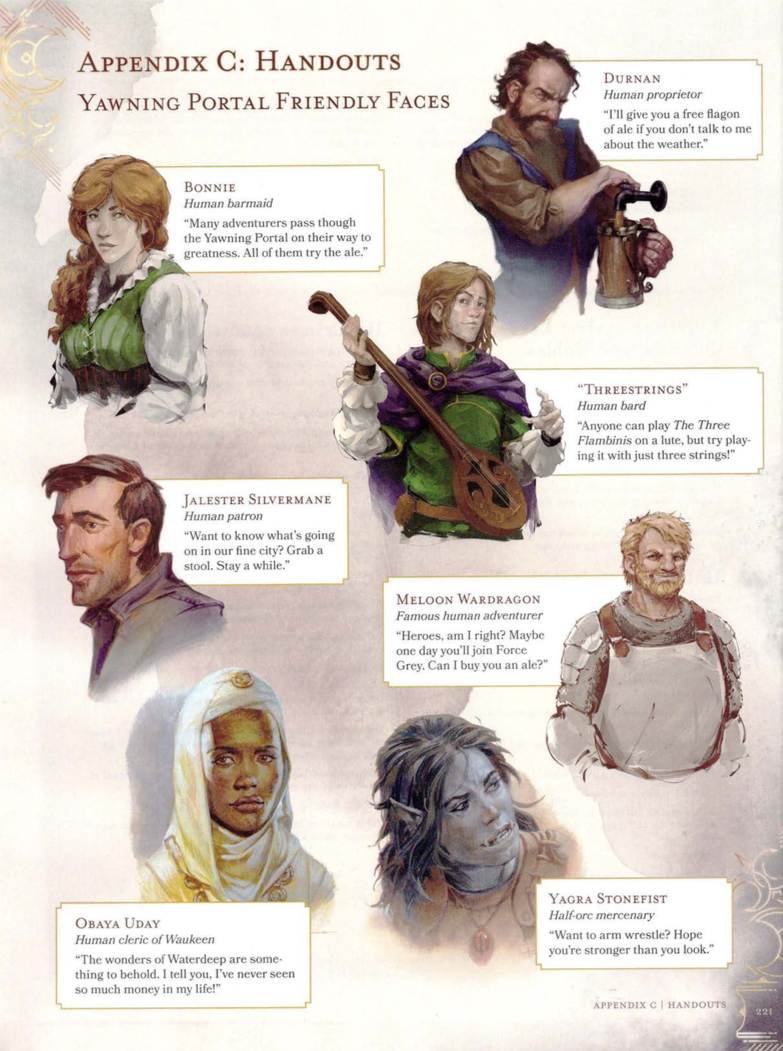 APPENDIX C: HANDOUTS
YAWNING PORTAL FRIENDLY FACES
DURNAN
Human proprietor
“I’ll give you a free flagon
of ale if you don’t talk to me
about the weather.”
BONNIE
Human barmaid
“Many adventurers pass though
the Yawning Portal on their way to
greatness. All of them try the ale.”
“THREESTRINGS”
Human bard
“Anyone can play The Three
Flambinis on a lute, but try play-
ing it with just three strings!”
JALESTER SILVERMANE
Human patron
“Want to know what’s going
on in our fine city? Grab a
stool. Stay a while.”
MELOON WARDRAGON
Famous human adventurer
“Heroes, am I right? Maybe
one day you’ll join Force
Grey. Can I buy you an ale?”
OBAYA UDAY
Human cleric of Waukeen
“The wonders of Waterdeep are some-
thing to behold. I tell you, I’ve never seen
so much money in my life!”
YAGRA STONEFIST
Half-orc mercenary
“Want to arm wrestle? Hope
you’re stronger than you look.”
APPENDIX C | HANDOUTS
221